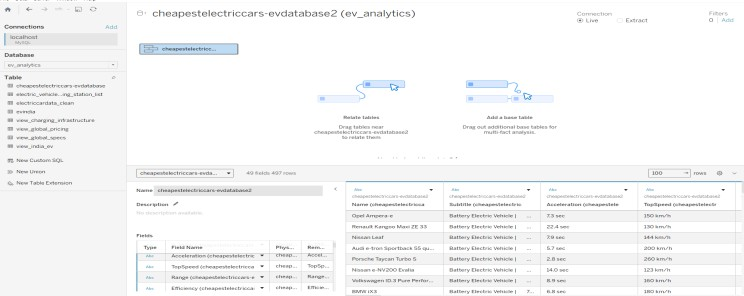 cheapestelectriccars-evdatabase2 (ev_analytics)
Connection
Live
Extract
Filters
0 | Add
Connections
Add
localhost
MySQL
Database
ev_analytics
Table
cheapestelectriccars-evdatabase
electric_vehicle...ing_station_list
electriccardata_clean
evindia
view_charging_infrastructure
view_global_pricing
view_global_specs
view_india_ev
New Custom SQL
New Union
New Table Extension
cheapestelectricc...
Relate tables
Drag tables near
cheapestelectriccars-evdatabase2
to relate them
Add a base table
Drag out additional base tables for
multi-fact analysis.
cheapestelectriccars-evda...
49 fields 497 rows
100
rows
Name
cheapestelectriccars-evdatabase2
Description
No description available.
Fields
Type
Field Name
Phys...
Rem...
Abc
Acceleration (cheapestelectricca
cheap...
Accel...
Abc
TopSpeed (cheapestelectricca
cheap...
TopSp...
Abc
Range (cheapestelectriccars-e
cheap...
Range...
Abc
Efficiency (cheapestelectricca
cheap...
Efficie...
Abc
Abc
Abc
Abc
cheapestelectriccars-evdatabase2
cheapestelectriccars-evdatabase2
cheapestelectriccars-evdatabase2
cheapestelectriccars-evdatabase2
Name (cheapestelectricca
Subtitle (cheapestelectric
Acceleration (cheapestele
TopSpeed (cheapestelectr
Opel Ampera-e
Battery Electric Vehicle | ...
7.3 sec
150 km/h
Renault Kangoo Maxi ZE 33
Battery Electric Vehicle | ...
22.4 sec
130 km/h
Nissan Leaf
Battery Electric Vehicle | ...
7.9 sec
144 km/h
Audi e-tron Sportback 55 qu...
Battery Electric Vehicle | ...
5.7 sec
200 km/h
Porsche Taycan Turbo S
Battery Electric Vehicle | ...
2.8 sec
260 km/h
Nissan e-NV200 Evalia
Battery Electric Vehicle | ...
14.0 sec
123 km/h
Volkswagen ID.3 Pure Perfor...
Battery Electric Vehicle | ...
8.9 sec
160 km/h
BMW iX3
Battery Electric Vehicle | 7...
6.8 sec
180 km/h